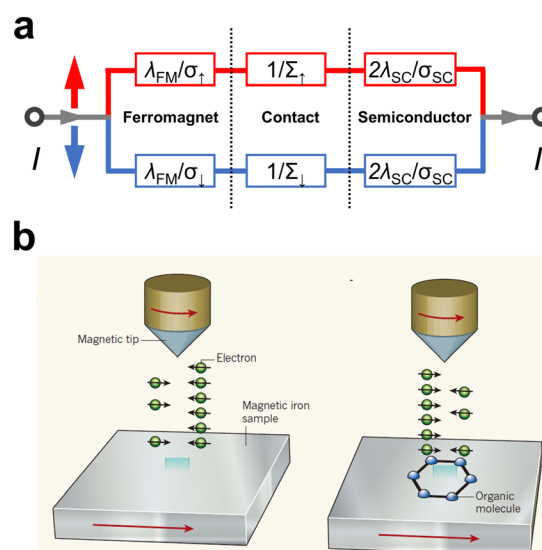 a
λFM/σ↑ 1/Σ↑ 2λSC/σSC
Ferromagnet Contact Semiconductor
I I
λFM/σ↓ 1/Σ↓ 2λSC/σSC
b
Magnetic tip
Electron
Magnetic iron
sample
Organic
molecule